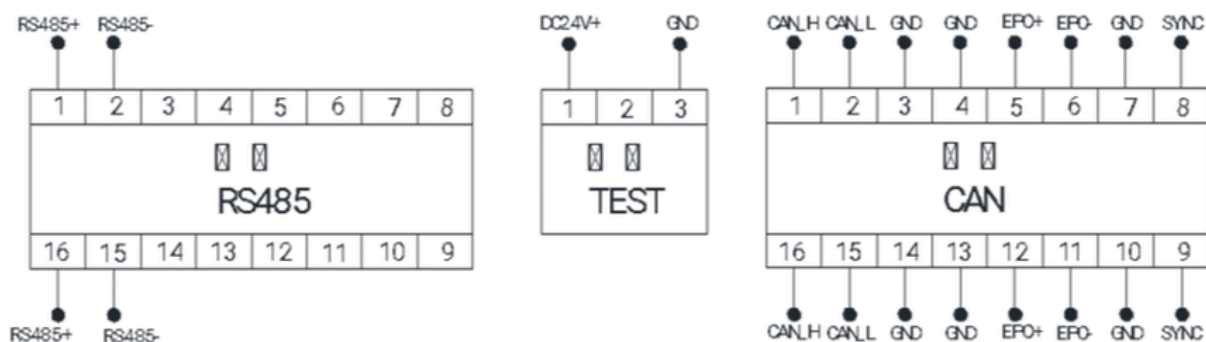 RS485+ RS485- DC24V+ GND CAN_H CAN_L GND GND EPO+ EPO- GND SYNC
1 2 3 4 5 6 7 8 1 2 3 1 2 3 4 5 6 7 8
RS485 TEST CAN
16 15 14 13 12 11 10 9 16 15 14 13 12 11 10 9
RS485+ RS485- CAN_H CAN_L GND GND EPO+ EPO- GND SYNC